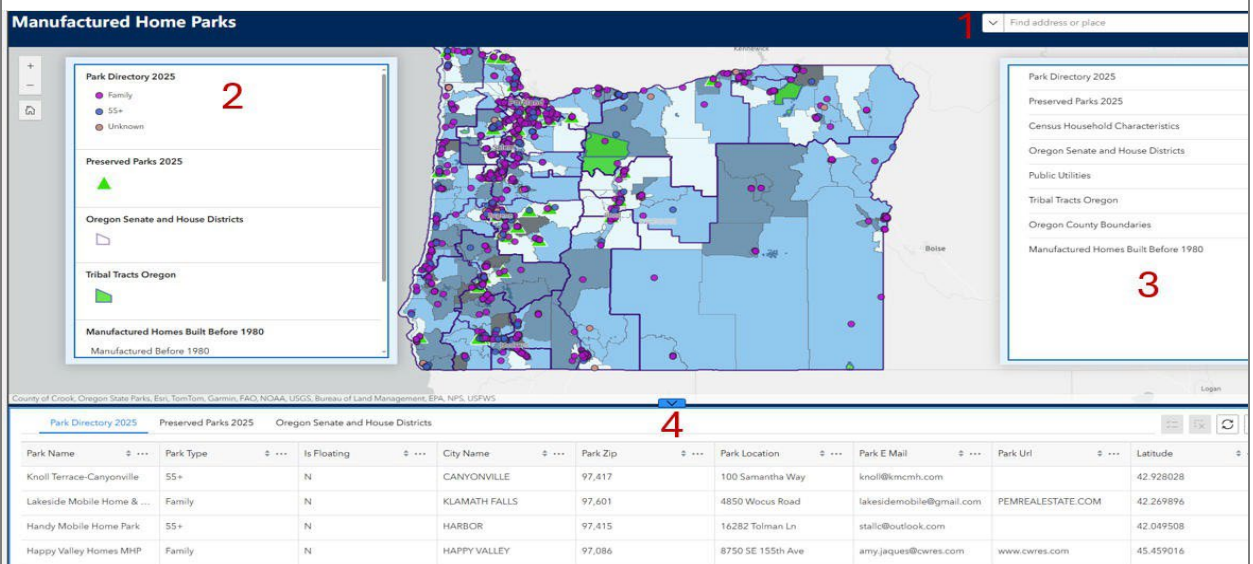 Manufactured Home Parks
1
Find address or place
Park Directory 2025
Family
55+
Unknown
2
Preserved Parks 2025
Oregon Senate and House Districts
Tribal Tracts Oregon
Manufactured Homes Built Before 1980
Manufactured Before 1980
Kennewick
Portland
Salem
Boise
Logan
Park Directory 2025
Preserved Parks 2025
Census Household Characteristics
Oregon Senate and House Districts
Public Utilities
Tribal Tracts Oregon
Oregon County Boundaries
Manufactured Homes Built Before 1980
3
County of Crook, Oregon State Parks, Esri, TomTom, Garmin, FAO, NOAA, USGS, Bureau of Land Management, EPA, NPS, USFWS
Park Directory 2025 Preserved Parks 2025 Oregon Senate and House Districts 4
Park Name Park Type Is Floating City Name Park Zip Park Location Park E Mail Park Url Latitude
Knoll Terrace-Canyonville 55+ N CANYONVILLE 97,417 100 Samantha Way knoll@kmcmh.com 42.928028
Lakeside Mobile Home & ... Family N KLAMATH FALLS 97,601 4850 Wocus Road lakesidemobile@gmail.com PEMREALESTATE.COM 42.269896
Handy Mobile Home Park 55+ N HARBOR 97,415 16282 Tolman Ln stallc@outlook.com 42.049508
Happy Valley Homes MHP Family N HAPPY VALLEY 97,086 8750 SE 155th Ave amy.jaques@cwres.com www.cwres.com 45.459016